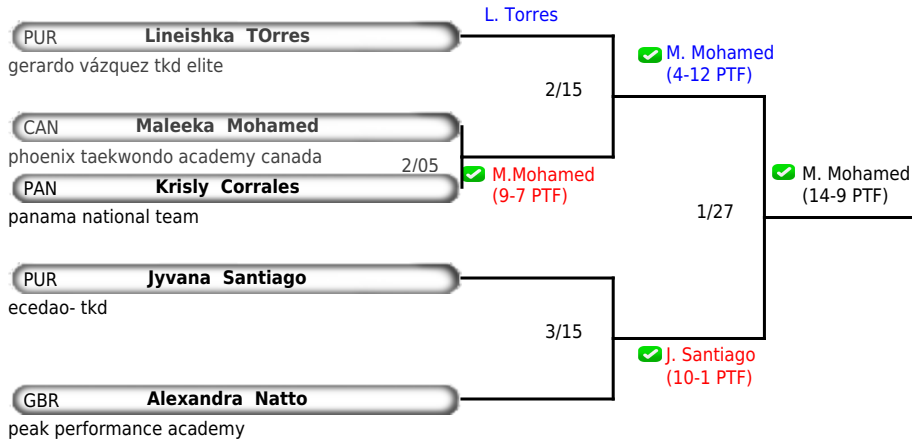 L. Torres
PUR Lineishka TOrres
gerardo vázquez tkd elite
M. Mohamed
(4-12 PTF)
2/15
CAN Maleeka Mohamed
phoenix taekwondo academy canada
2/05
M.Mohamed
(9-7 PTF)
PAN Krisly Corrales
panama national team
M. Mohamed
(14-9 PTF)
1/27
PUR Jyvana Santiago
ecedao- tkd
3/15
J. Santiago
(10-1 PTF)
GBR Alexandra Natto
peak performance academy